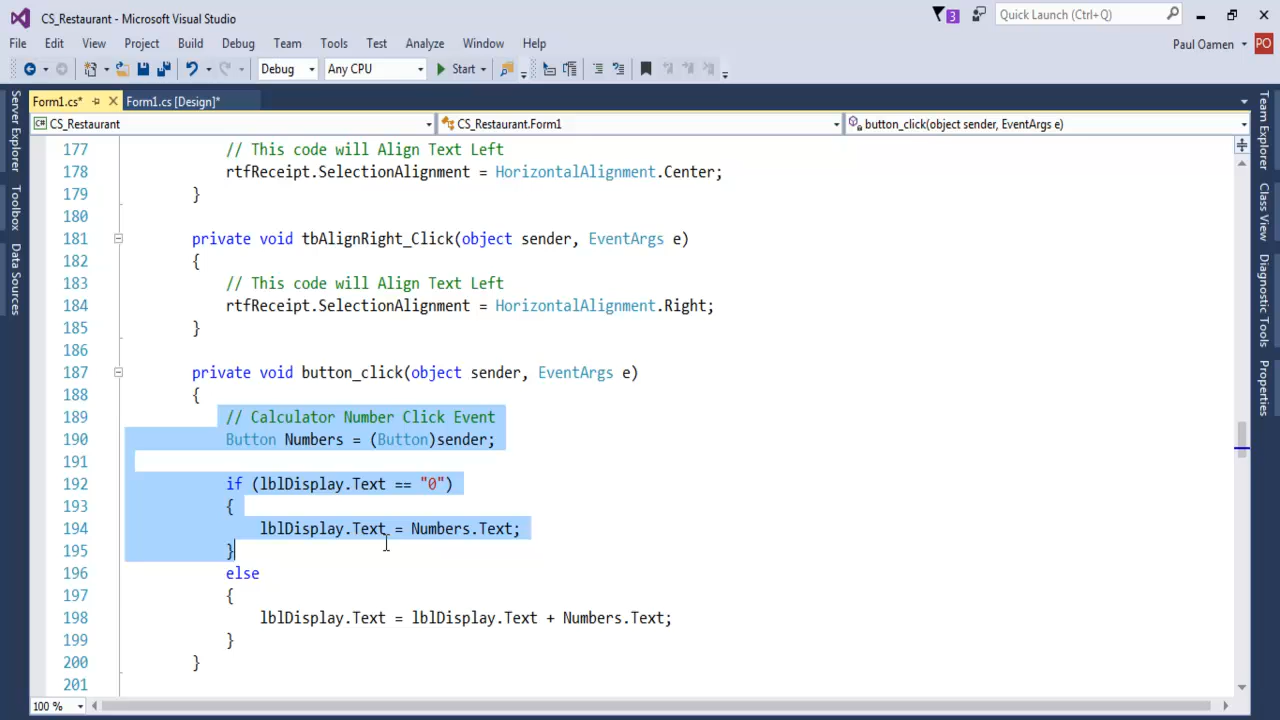 CS_Restaurant - Microsoft Visual Studio
3
Quick Launch (Ctrl+Q)
File Edit View Project Build Debug Team Tools Test Analyze Window Help
Paul Oamen PO
Debug Any CPU Start
Form1.cs* Form1.cs [Design]*
CS_Restaurant CS_Restaurant.Form1 button_click(object sender, EventArgs e)
Server Explorer
Toolbox
Data Sources
177 // This code will Align Text Left
178 rtfReceipt.SelectionAlignment = HorizontalAlignment.Center;
179 }
180
181 private void tbAlignRight_Click(object sender, EventArgs e)
182 {
183 // This code will Align Text Left
184 rtfReceipt.SelectionAlignment = HorizontalAlignment.Right;
185 }
186
187 private void button_click(object sender, EventArgs e)
188 {
189 // Calculator Number Click Event
190 Button Numbers = (Button)sender;
191
192 if (lblDisplay.Text == "0")
193 {
194 lblDisplay.Text = Numbers.Text;
195 }
196 else
197 {
198 lblDisplay.Text = lblDisplay.Text + Numbers.Text;
199 }
200 }
201
100 %
Team Explorer
Class View
Diagnostic Tools
Properties